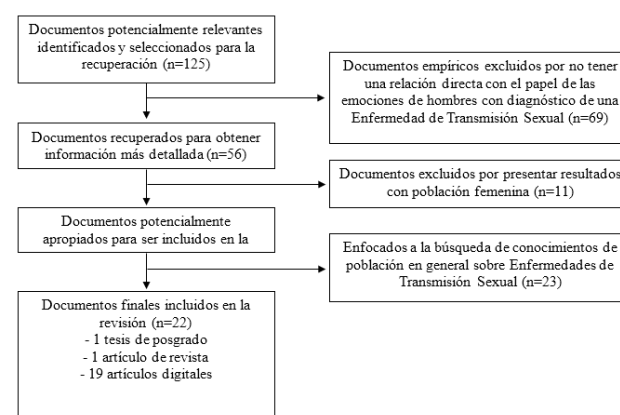 Documentos potencialmente relevantes
identificados y seleccionados para la
recuperación (n=125)
Documentos empíricos excluidos por no tener
una relación directa con el papel de las
emociones de hombres con diagnóstico de una
Enfermedad de Transmisión Sexual (n=69)
Documentos recuperados para obtener
información más detallada (n=56)
Documentos excluidos por presentar resultados
con población femenina (n=11)
Documentos potencialmente
apropiados para ser incluidos en la
Enfocados a la búsqueda de conocimientos de
población en general sobre Enfermedades de
Transmisión Sexual (n=23)
Documentos finales incluidos en la
revisión (n=22)
- 1 tesis de posgrado
- 1 artículo de revista
- 19 artículos digitales